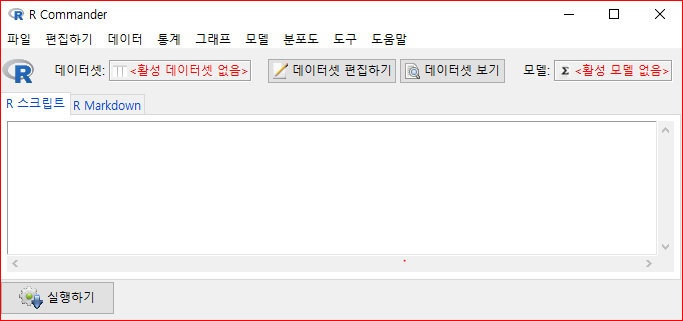 R Commander
파일 편집하기 데이터 통계 그래프 모델 분포도 도구 도움말
R 데이터셋: <활성 데이터셋 없음> 데이터셋 편집하기 데이터셋 보기 모델: Σ <활성 모델 없음>
R 스크립트 R Markdown
실행하기